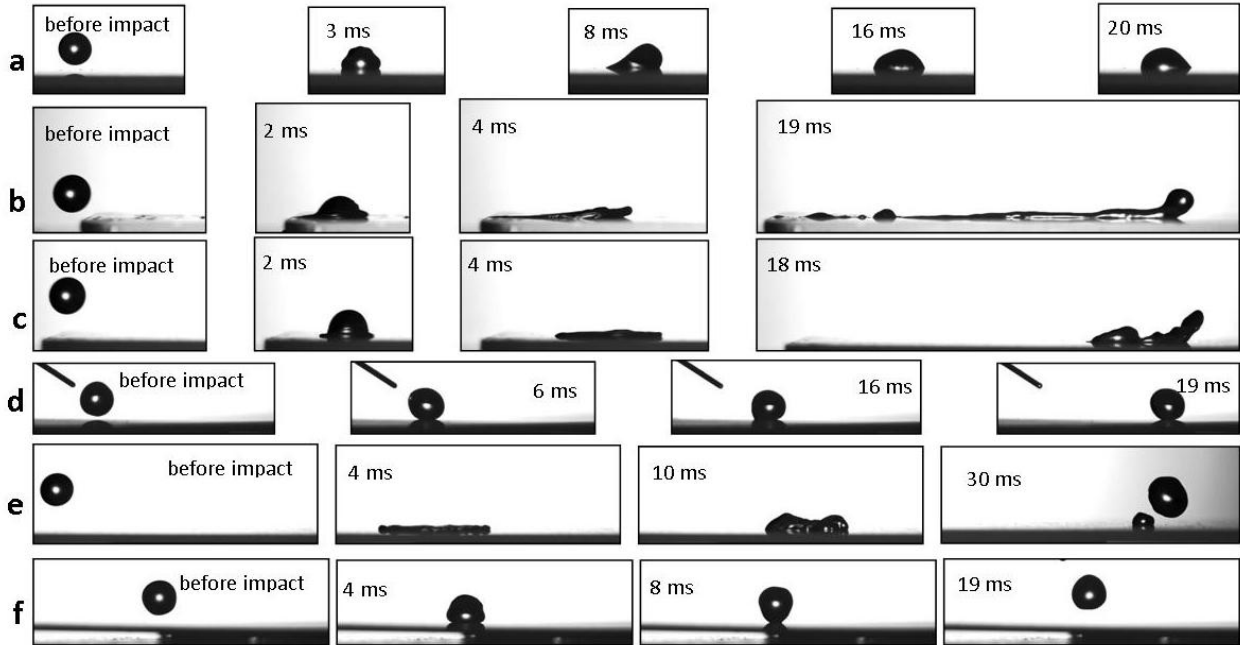 a before impact 3 ms 8 ms 16 ms 20 ms
b before impact 2 ms 4 ms 19 ms
c before impact 2 ms 4 ms 18 ms
d before impact 6 ms 16 ms 19 ms
e before impact 4 ms 10 ms 30 ms
f before impact 4 ms 8 ms 19 ms